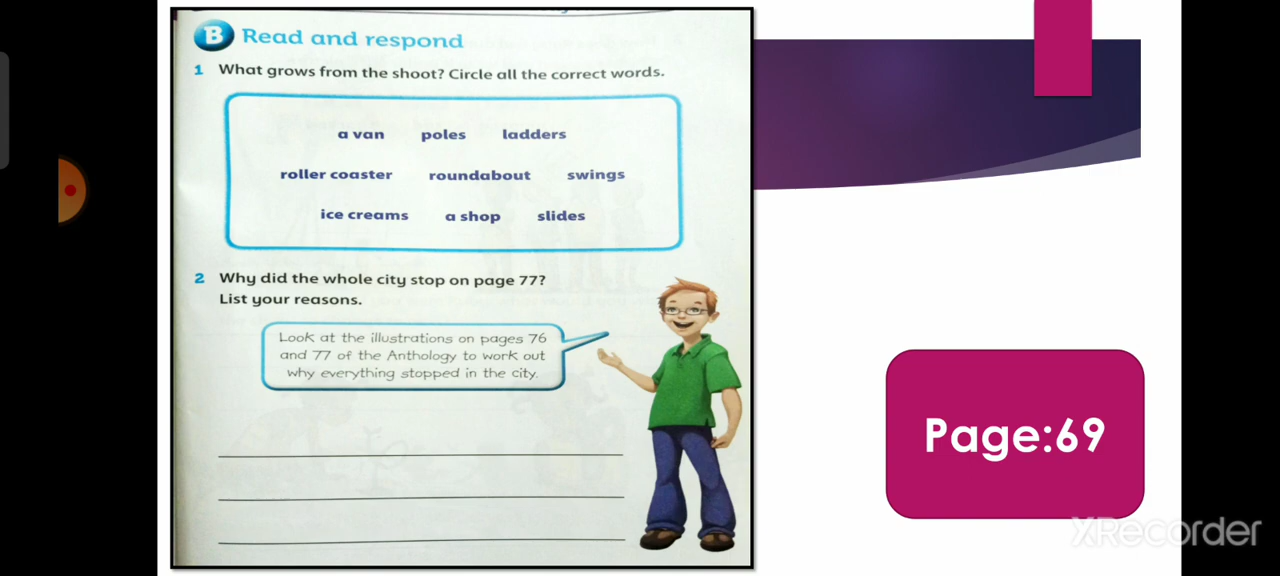 B Read and respond
1 What grows from the shoot? Circle all the correct words.
a van poles ladders
roller coaster roundabout swings
ice creams a shop slides
2 Why did the whole city stop on page 77?
List your reasons.
Look at the illustrations on pages 76
and 77 of the Anthology to work out
why everything stopped in the city.
Page:69
XRecorder